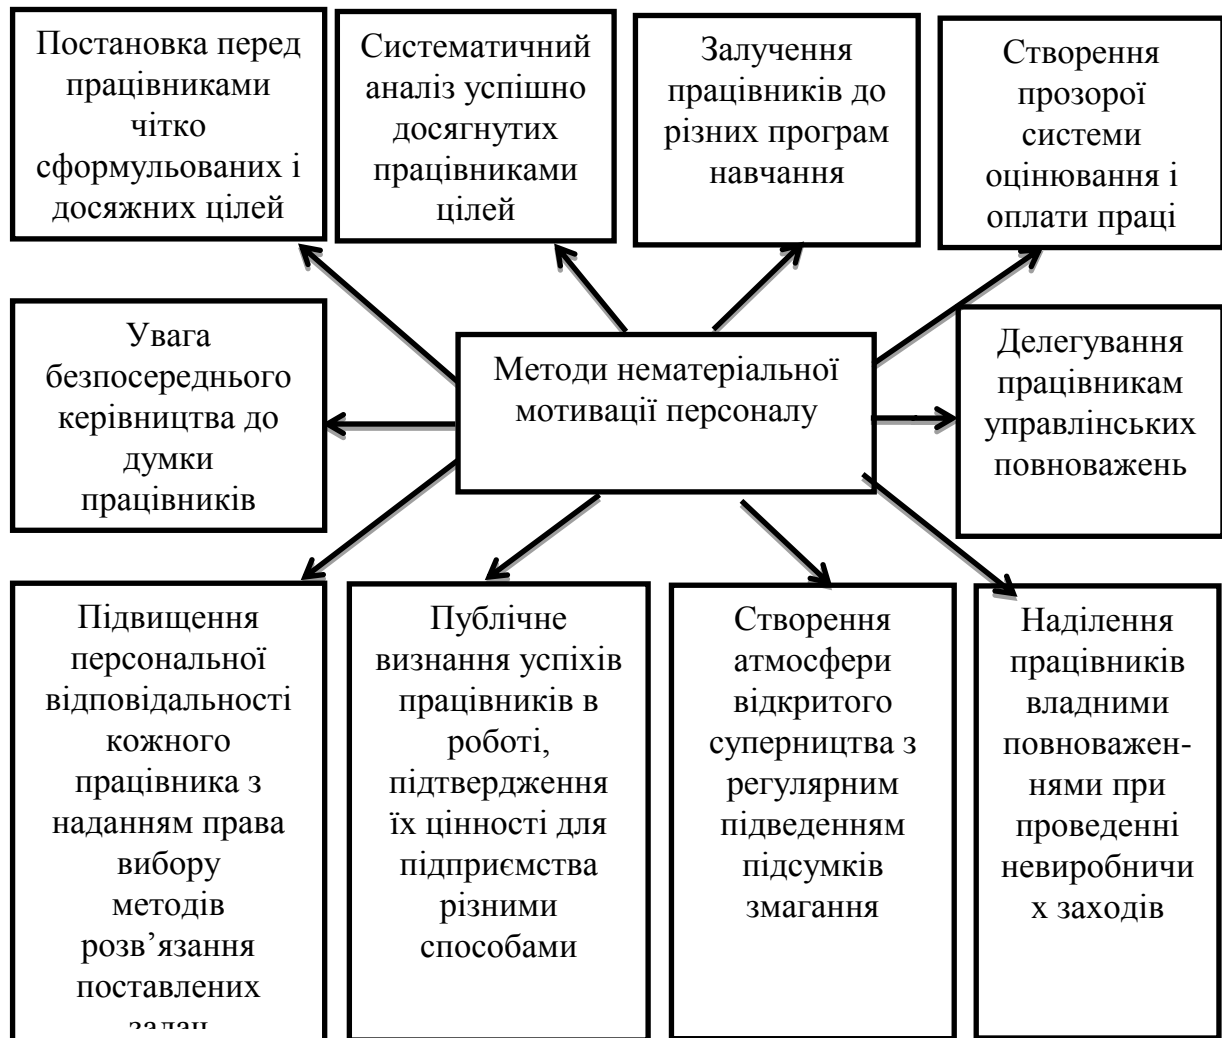 Постановка перед
працівниками
чітко
сформульованих і
досяжних цілей
Систематичний
аналіз успішно
досягнутих
працівниками
цілей
Залучення
працівників до
різних програм
навчання
Створення
прозорої
системи
оцінювання і
оплати праці
Увага
безпосереднього
керівництва до
думки
працівників
Методи нематеріальної
мотивації персоналу
Делегування
працівникам
управлінських
повноважень
Підвищення
персональної
відповідальності
кожного
працівника з
наданням права
вибору
методів
розв’язання
поставлених
задач
Публічне
визнання успіхів
працівників в
роботі,
підтвердження
їх цінності для
підприємства
різними
способами
Створення
атмосфери
відкритого
суперництва з
регулярним
підведенням
підсумків
змагання
Наділення
працівників
владними
повноважен-
нями при
проведенні
невиробничи
х заходів